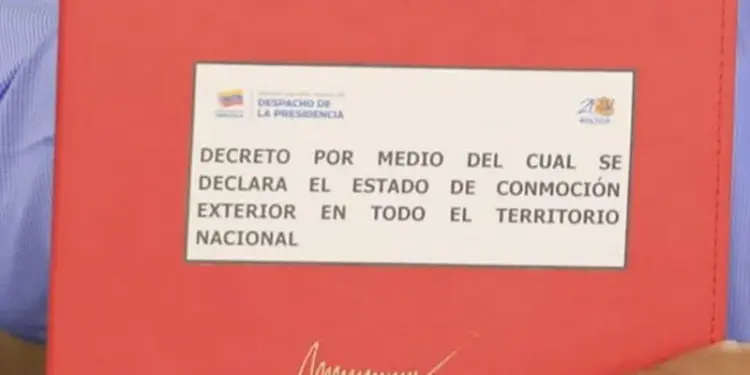 DESPACHO DE
LA PRESIDENCIA
DECRETO POR MEDIO DEL CUAL SE
DECLARA EL ESTADO DE CONMOCIÓN
EXTERIOR EN TODO EL TERRITORIO
NACIONAL